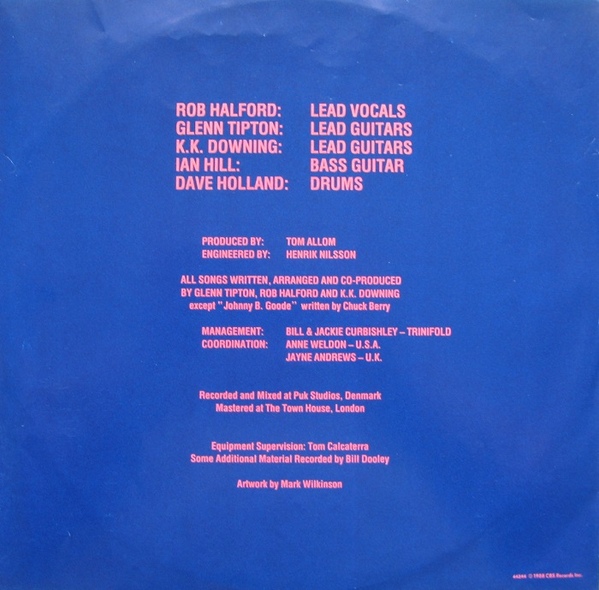 ROB HALFORD: LEAD VOCALS
GLENN TIPTON: LEAD GUITARS
K.K. DOWNING: LEAD GUITARS
IAN HILL: BASS GUITAR
DAVE HOLLAND: DRUMS
PRODUCED BY: TOM ALLOM
ENGINEERED BY: HENRIK NILSSON
ALL SONGS WRITTEN, ARRANGED AND CO-PRODUCED
BY GLENN TIPTON, ROB HALFORD AND K.K. DOWNING
except "Johnny B. Goode" written by Chuck Berry
MANAGEMENT: BILL & JACKIE CURBISHLEY – TRINIFOLD
COORDINATION: ANNE WELDON – U.S.A.
JAYNE ANDREWS – U.K.
Recorded and Mixed at Puk Studios, Denmark
Mastered at The Town House, London
Equipment Supervision: Tom Calcaterra
Some Additional Material Recorded by Bill Dooley
Artwork by Mark Wilkinson
℗ 1988 CBS Records Inc.